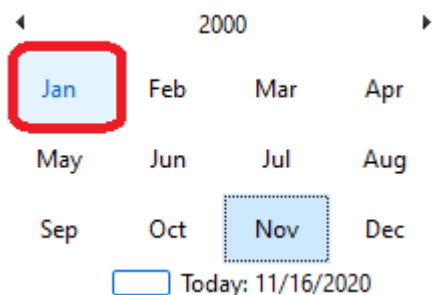 2000
Jan Feb Mar Apr
May Jun Jul Aug
Sep Oct Nov Dec
Today: 11/16/2020